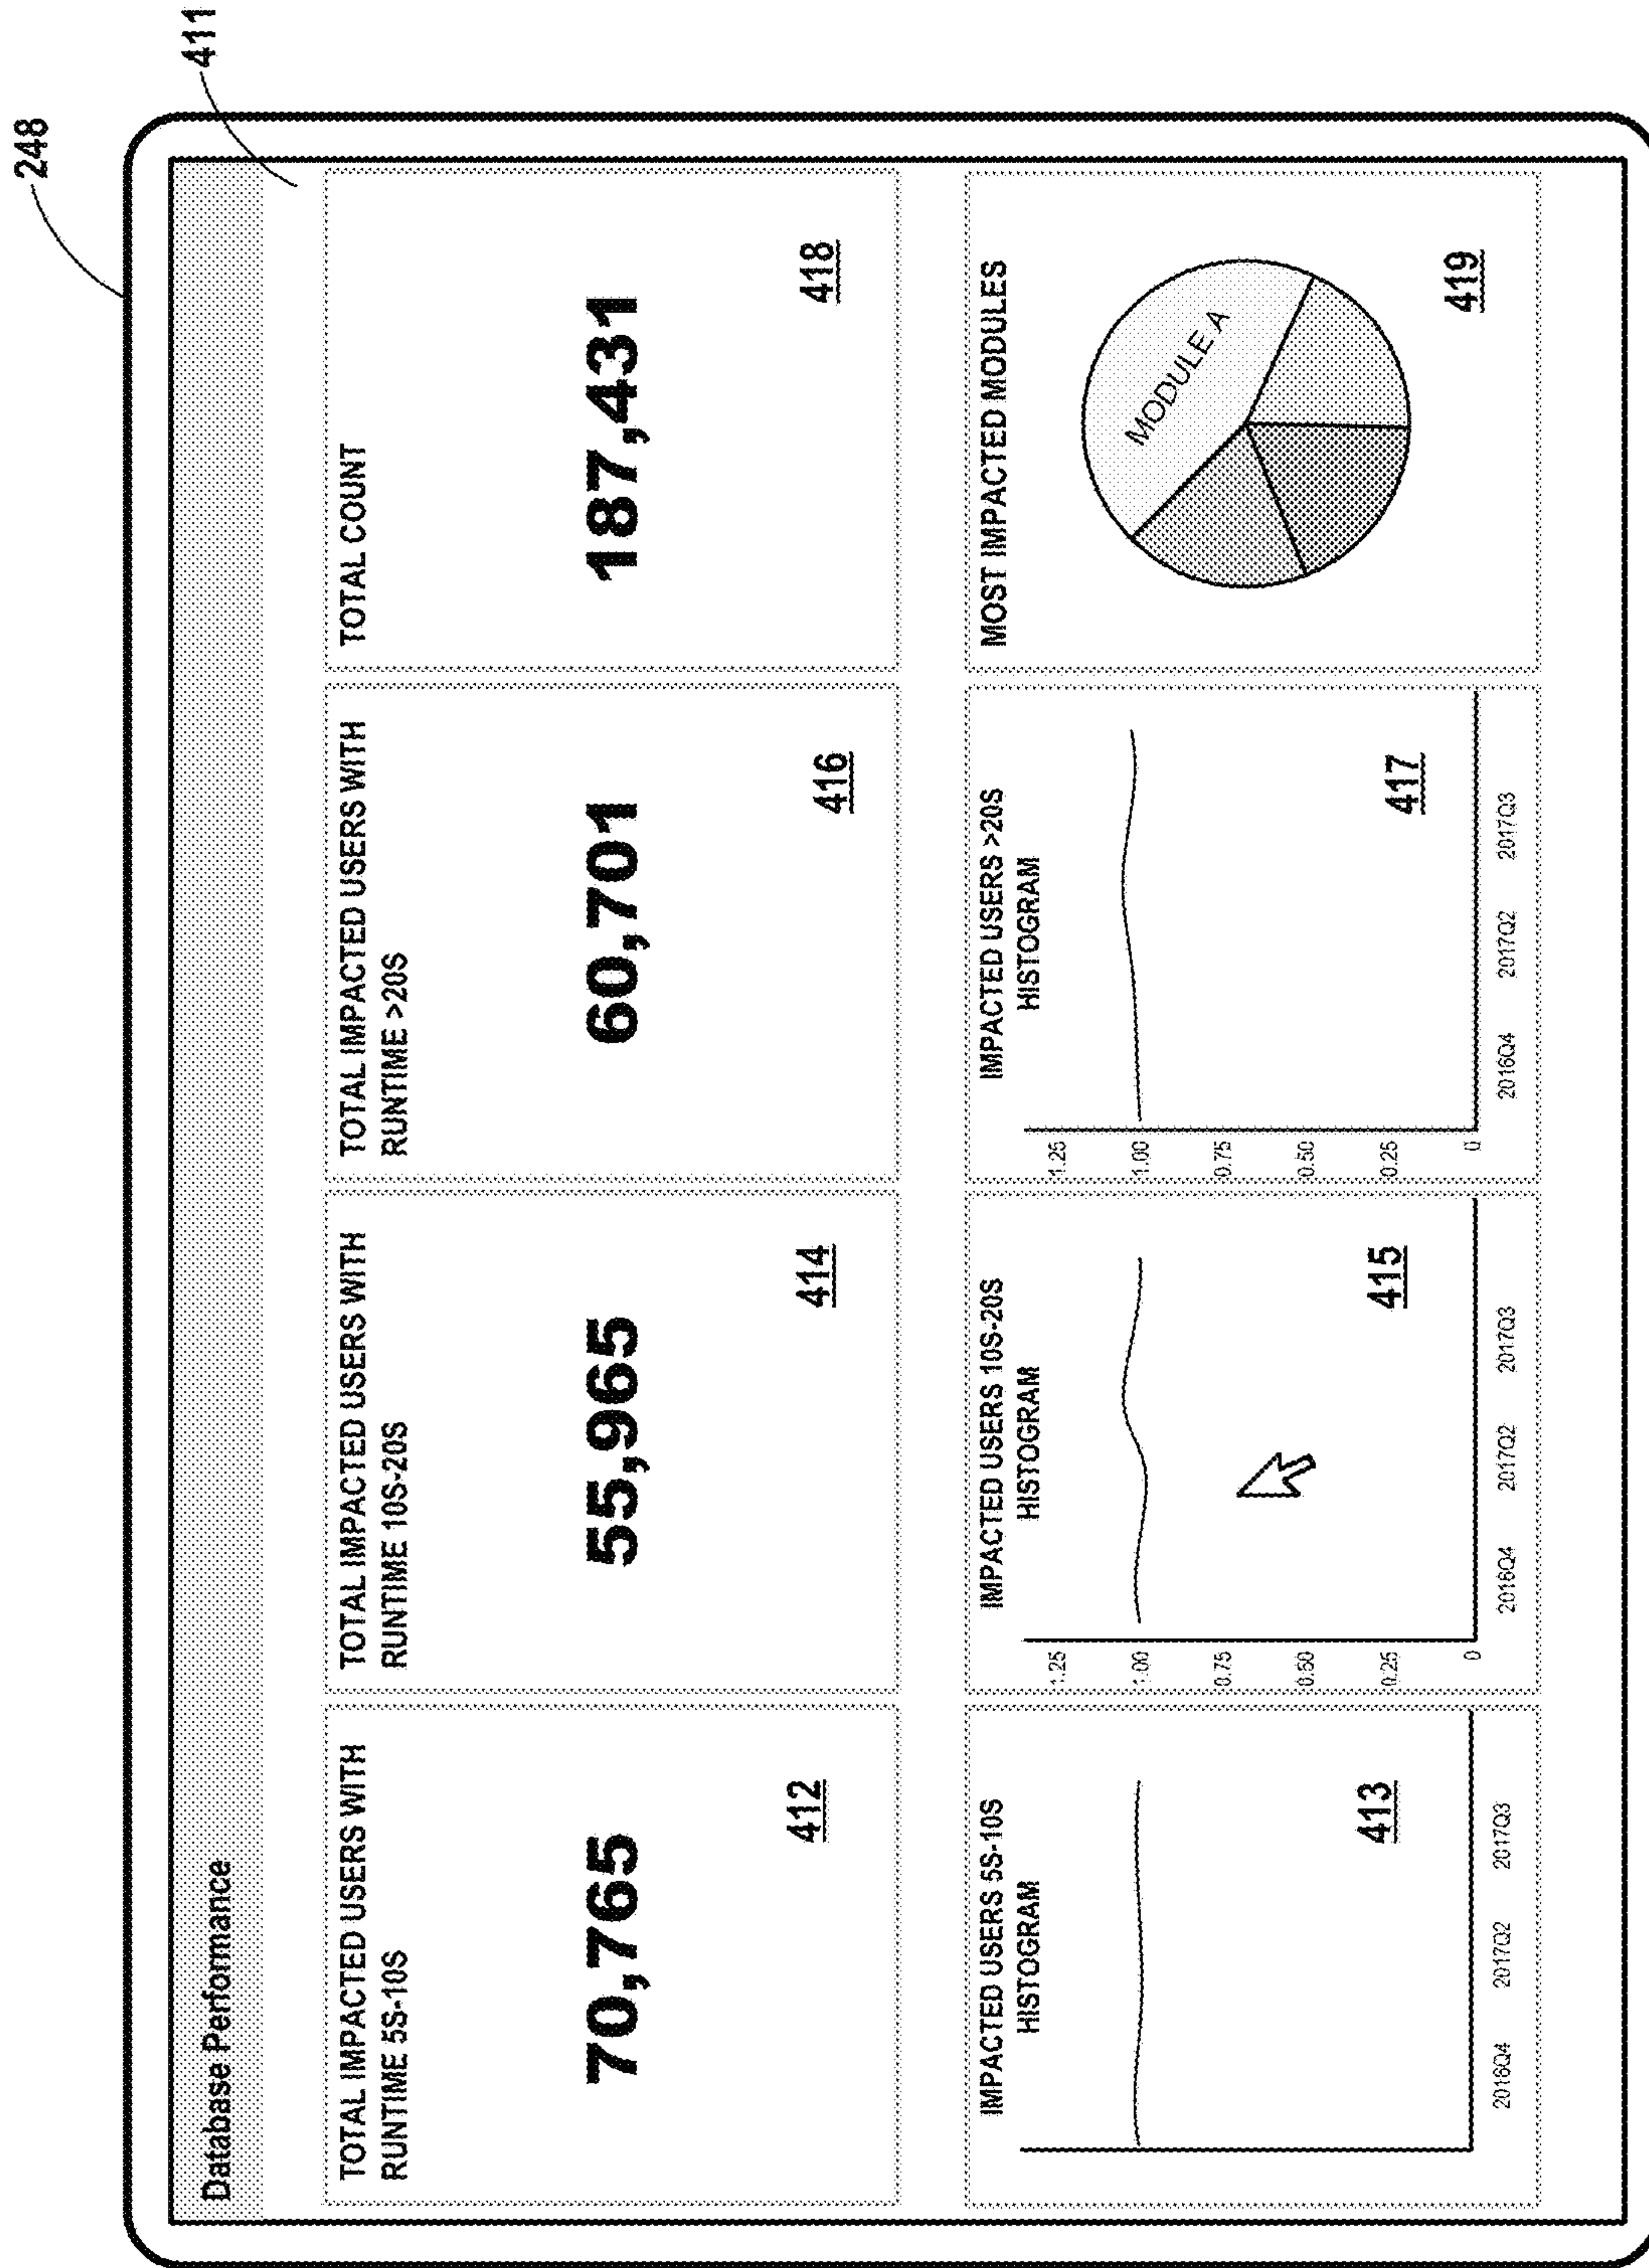 248
411
Database Performance
TOTAL IMPACTED USERS WITH
RUNTIME 5S-10S
70,765
412
TOTAL IMPACTED USERS WITH
RUNTIME 10S-20S
55,965
414
TOTAL IMPACTED USERS WITH
RUNTIME >20S
60,701
416
TOTAL COUNT
187,431
418
IMPACTED USERS 5S-10S
HISTOGRAM
413
2016Q4 2017Q2 2017Q3
IMPACTED USERS 10S-20S
HISTOGRAM
1.25
1.00
0.75
0.50
0.25
0
415
2016Q4 2017Q2 2017Q3
IMPACTED USERS >20S
HISTOGRAM
1.25
1.00
0.75
0.50
0.25
0
417
2016Q4 2017Q2 2017Q3
MOST IMPACTED MODULES
MODULE A
419